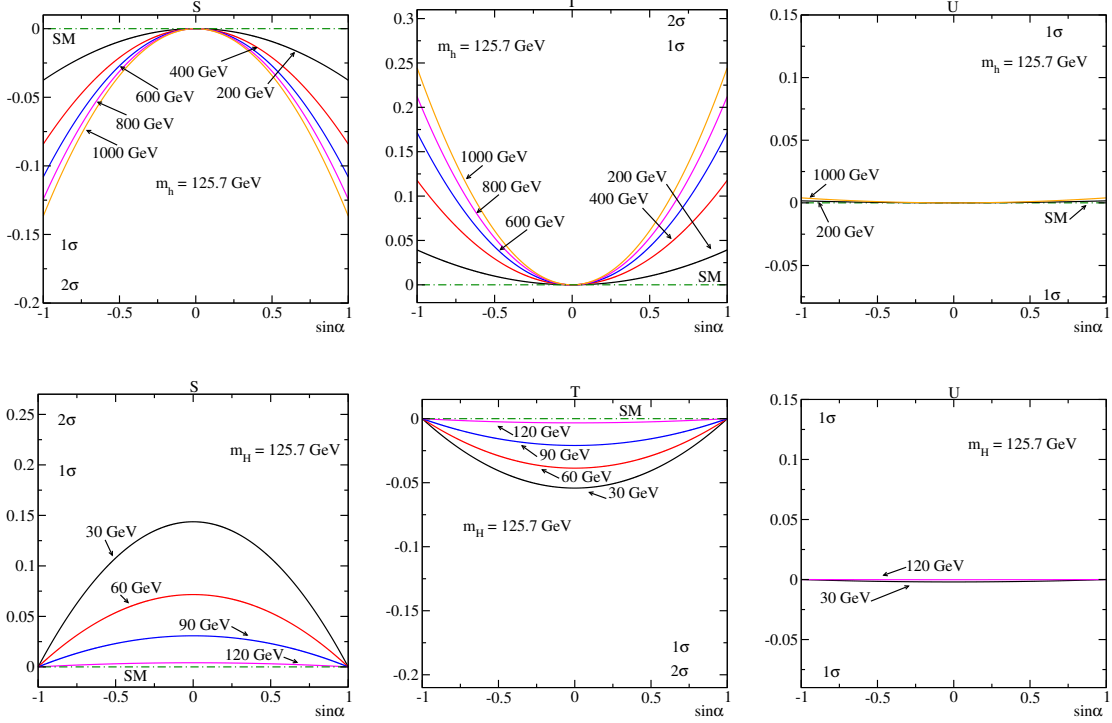 S
0
-0.05
-0.1
-0.15
-0.2
-1
-0.5
0
0.5
1
sinα
SM
400 GeV
200 GeV
600 GeV
800 GeV
1000 GeV
m_h = 125.7 GeV
1σ
2σ
0.3
0.25
0.2
0.15
0.1
0.05
0
-1
-0.5
0
0.5
1
sinα
2σ
1σ
m_h = 125.7 GeV
1000 GeV
800 GeV
600 GeV
200 GeV
400 GeV
SM
U
0.15
0.1
0.05
0
-0.05
-1
-0.5
0
0.5
1
sinα
1σ
m_h = 125.7 GeV
1000 GeV
200 GeV
SM
1σ
S
0.25
0.2
0.15
0.1
0.05
0
-1
-0.5
0
0.5
1
sinα
2σ
1σ
m_H = 125.7 GeV
30 GeV
60 GeV
90 GeV
120 GeV
SM
T
0
-0.05
-0.1
-0.15
-0.2
-1
-0.5
0
0.5
1
sinα
SM
120 GeV
90 GeV
60 GeV
30 GeV
m_H = 125.7 GeV
1σ
2σ
U
0.15
0.1
0.05
0
-0.05
-1
-0.5
0
0.5
1
sinα
1σ
m_H = 125.7 GeV
120 GeV
30 GeV
1σ